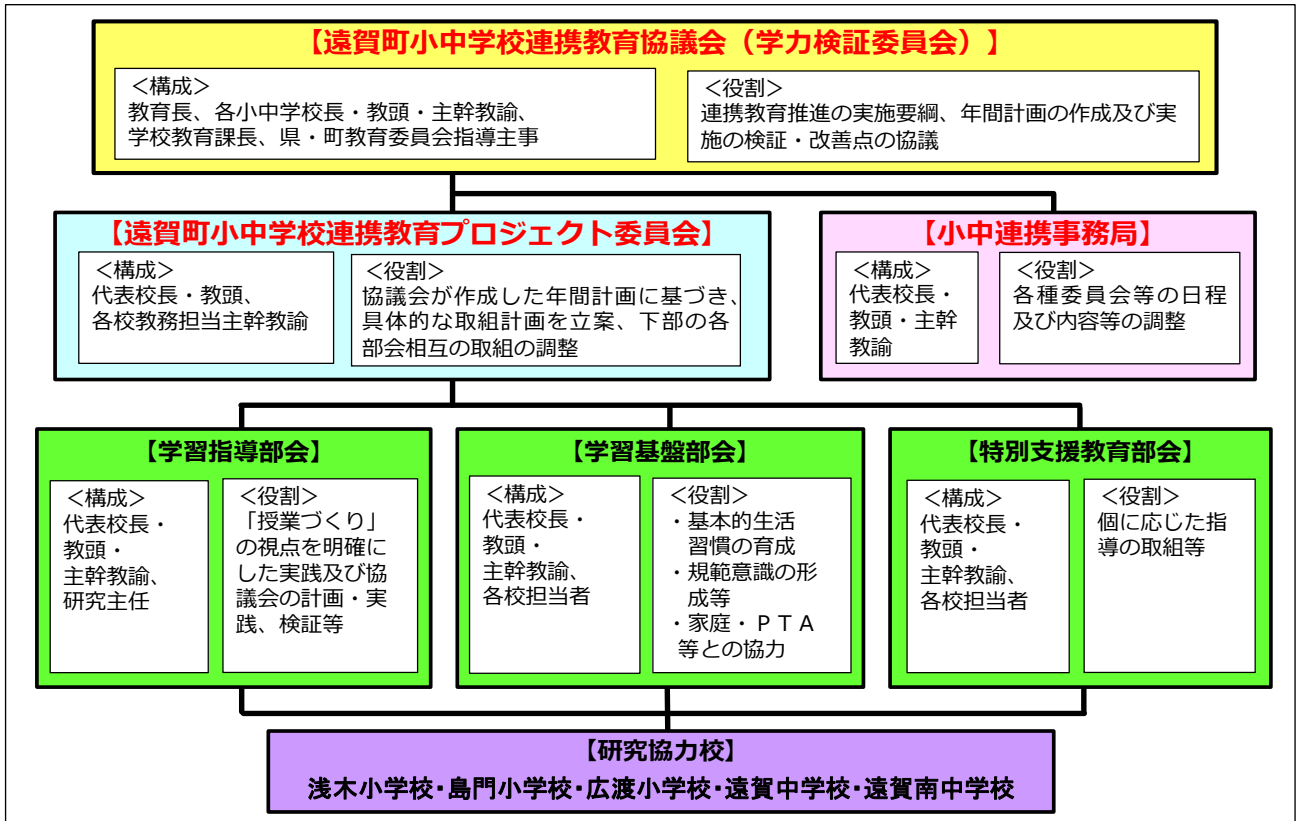 【遠賀町小中学校連携教育協議会（学力検証委員会）】
＜構成＞
教育長、各小中学校長・教頭・主幹教諭、
学校教育課長、県・町教育委員会指導主事
＜役割＞
連携教育推進の実施要綱、年間計画の作成及び実
施の検証・改善点の協議
【遠賀町小中学校連携教育プロジェクト委員会】
＜構成＞
代表校長・教頭、
各校教務担当主幹教諭
＜役割＞
協議会が作成した年間計画に基づき、
具体的な取組計画を立案、下部の各
部会相互の取組の調整
【小中連携事務局】
＜構成＞
代表校長・
教頭・主幹
教諭
＜役割＞
各種委員会等の日程
及び内容等の調整
【学習指導部会】
＜構成＞
代表校長・
教頭・
主幹教諭、
研究主任
＜役割＞
「授業づくり」
の視点を明確に
した実践及び協
議会の計画・実
践、検証等
【学習基盤部会】
＜構成＞
代表校長・
教頭・
主幹教諭、
各校担当者
＜役割＞
・基本的生活
習慣の育成
・規範意識の形
成等
・家庭・ＰＴＡ
等との協力
【特別支援教育部会】
＜構成＞
代表校長・
教頭・
主幹教諭、
各校担当者
＜役割＞
個に応じた指
導の取組等
【研究協力校】
浅木小学校・島門小学校・広渡小学校・遠賀中学校・遠賀南中学校